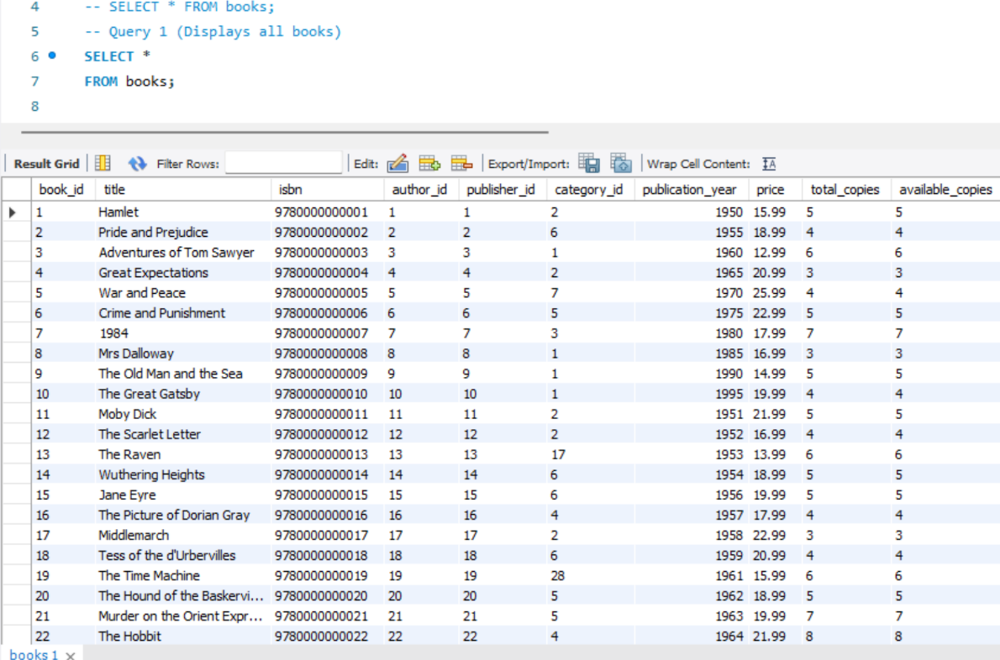 4 -- SELECT * FROM books;
5 -- Query 1 (Displays all books)
6 SELECT *
7 FROM books;
8
Result Grid Filter Rows: Edit: Export/Import: Wrap Cell Content:
book_id title isbn author_id publisher_id category_id publication_year price total_copies available_copies
1 Hamlet 9780000000001 1 1 2 1950 15.99 5 5
2 Pride and Prejudice 9780000000002 2 2 6 1955 18.99 4 4
3 Adventures of Tom Sawyer 9780000000003 3 3 1 1960 12.99 6 6
4 Great Expectations 9780000000004 4 4 2 1965 20.99 3 3
5 War and Peace 9780000000005 5 5 7 1970 25.99 4 4
6 Crime and Punishment 9780000000006 6 6 5 1975 22.99 5 5
7 1984 9780000000007 7 7 3 1980 17.99 7 7
8 Mrs Dalloway 9780000000008 8 8 1 1985 16.99 3 3
9 The Old Man and the Sea 9780000000009 9 9 1 1990 14.99 5 5
10 The Great Gatsby 9780000000010 10 10 1 1995 19.99 4 4
11 Moby Dick 9780000000011 11 11 2 1951 21.99 5 5
12 The Scarlet Letter 9780000000012 12 12 2 1952 16.99 4 4
13 The Raven 9780000000013 13 13 17 1953 13.99 6 6
14 Wuthering Heights 9780000000014 14 14 6 1954 18.99 5 5
15 Jane Eyre 9780000000015 15 15 6 1956 19.99 5 5
16 The Picture of Dorian Gray 9780000000016 16 16 4 1957 17.99 4 4
17 Middlemarch 9780000000017 17 17 2 1958 22.99 3 3
18 Tess of the d'Urbervilles 9780000000018 18 18 6 1959 20.99 4 4
19 The Time Machine 9780000000019 19 19 28 1961 15.99 6 6
20 The Hound of the Baskervi... 9780000000020 20 20 5 1962 18.99 5 5
21 Murder on the Orient Expr... 9780000000021 21 21 5 1963 19.99 7 7
22 The Hobbit 9780000000022 22 22 4 1964 21.99 8 8
books 1